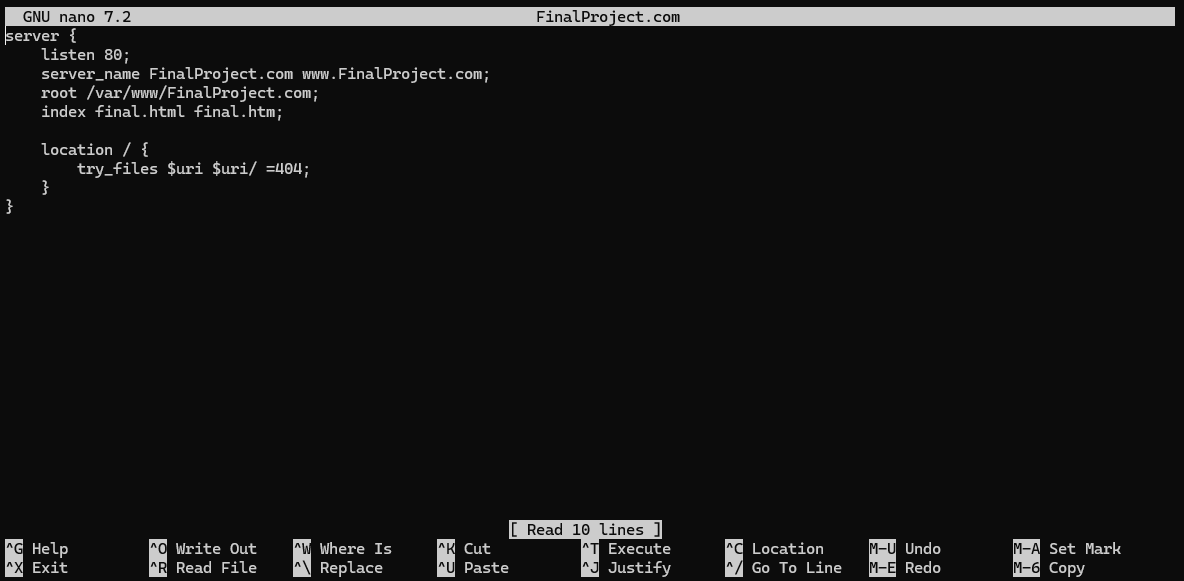 GNU nano 7.2 FinalProject.com
server {
    listen 80;
    server_name FinalProject.com www.FinalProject.com;
    root /var/www/FinalProject.com;
    index final.html final.htm;

    location / {
        try_files $uri $uri/ =404;
    }
}
[ Read 10 lines ]
^G Help ^O Write Out ^W Where Is ^K Cut ^T Execute ^C Location M-U Undo M-A Set Mark
^X Exit ^R Read File ^\ Replace ^U Paste ^J Justify ^/ Go To Line M-E Redo M-6 Copy